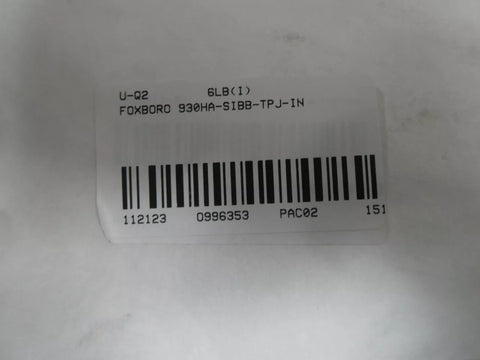 U-Q2 6LB(I)
FOXBORO 930HA-SIBB-TPJ-IN
112123 0996353 PAC02 151